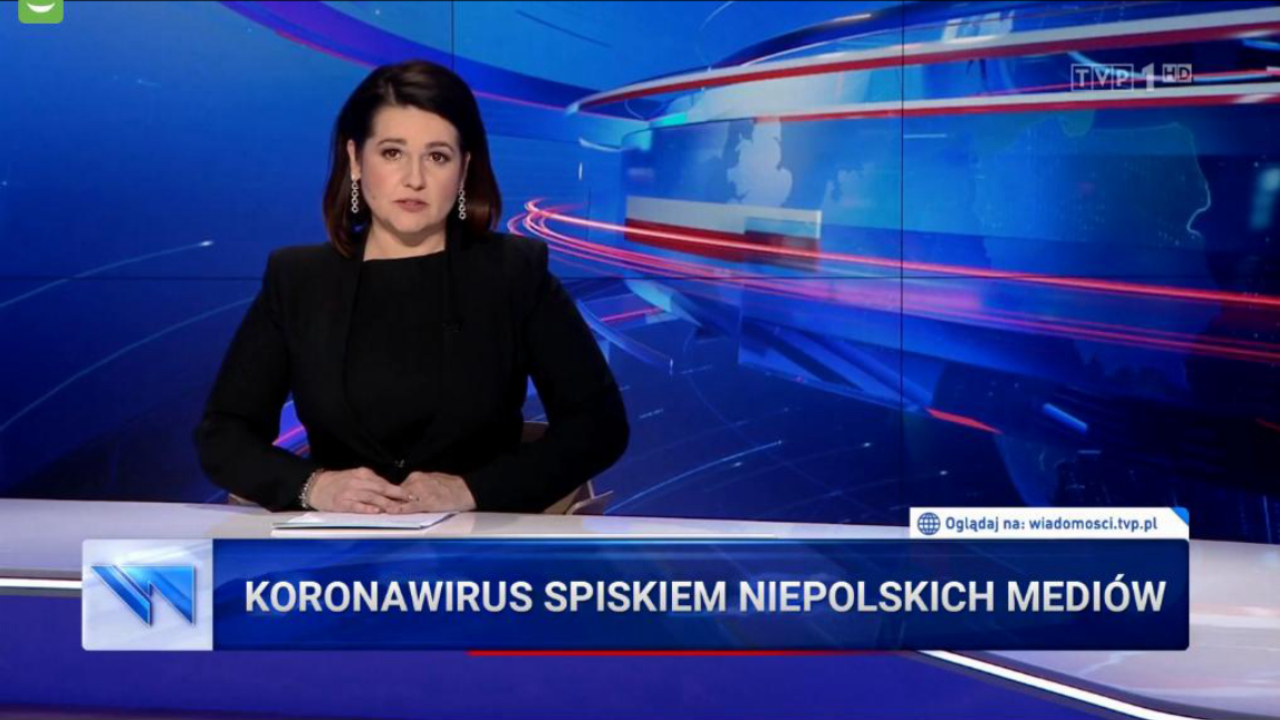 TVP1 HD
Oglądaj na: wiadomosci.tvp.pl
KORONAWIRUS SPISKIEM NIEPOLSKICH MEDIÓW